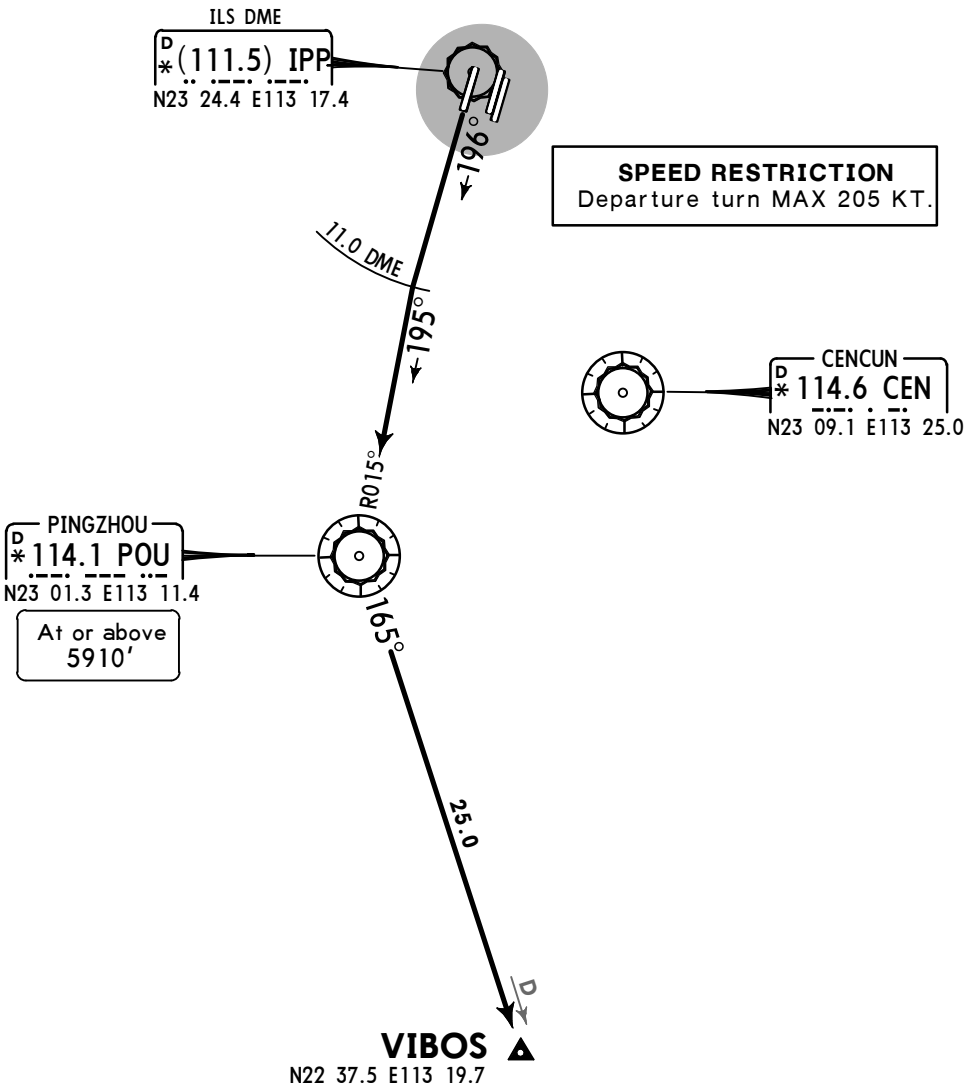 ILS DME
D
*(111.5) IPP
N23 24.4 E113 17.4
196°
SPEED RESTRICTION
Departure turn MAX 205 KT.
11.0 DME
195°
CENCUN
D
* 114.6 CEN
N23 09.1 E113 25.0
R015°
PINGZHOU
D
* 114.1 POU
N23 01.3 E113 11.4
At or above
5910'
165°
25.0
D
VIBOS
N22 37.5 E113 19.7